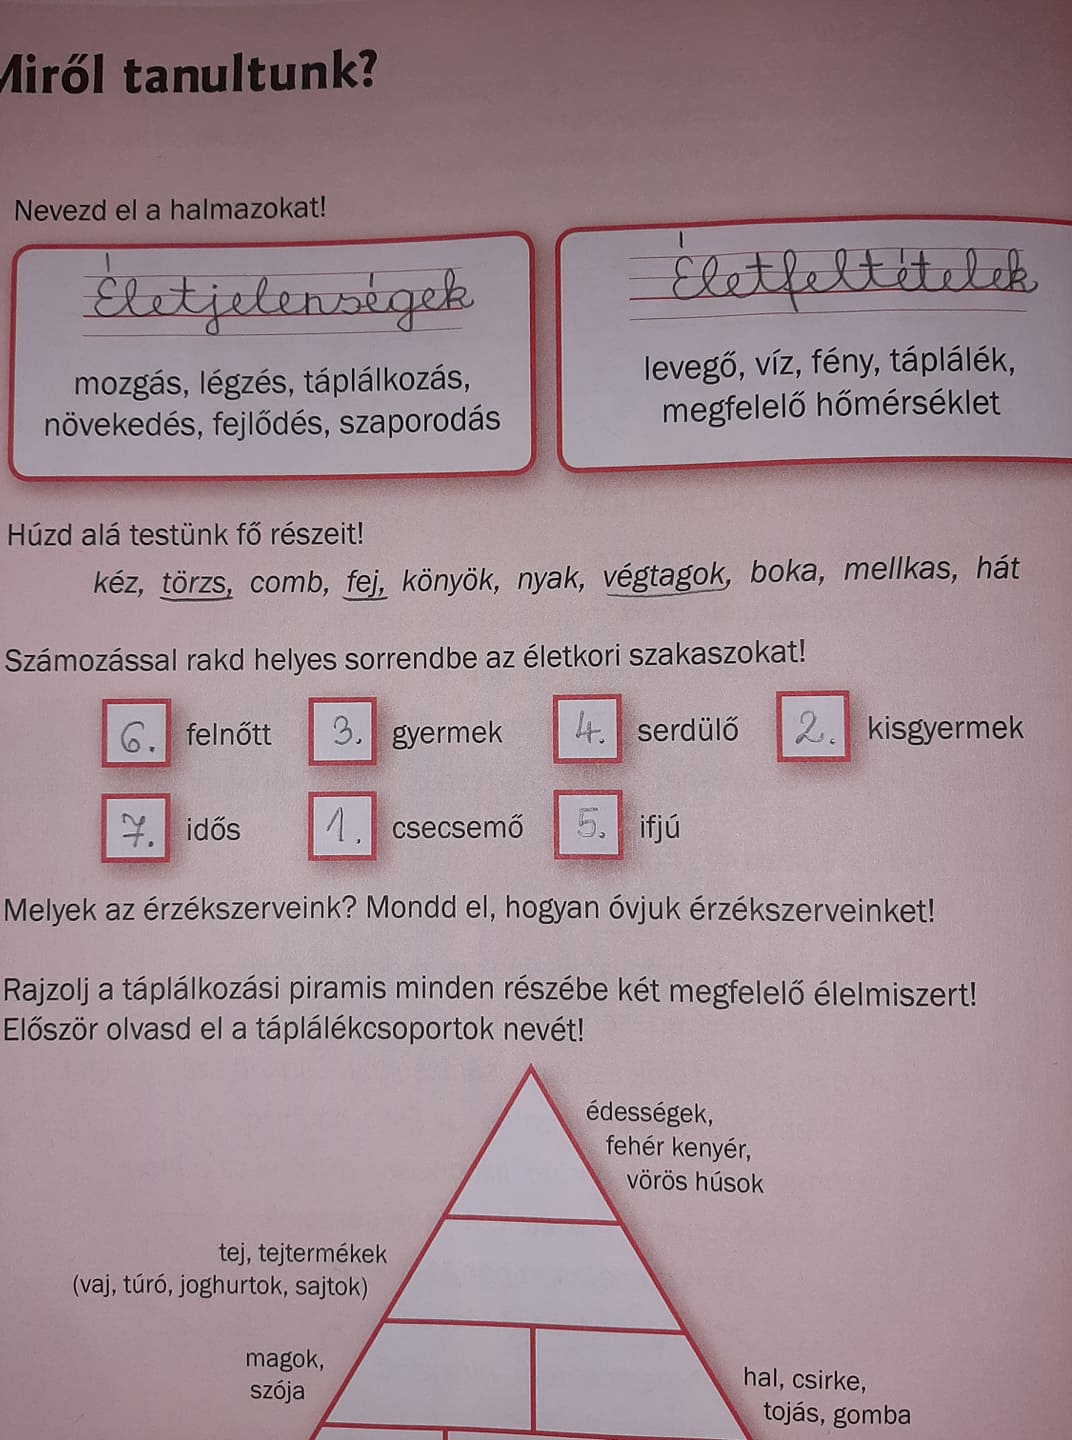 Miről tanultunk?
Nevezd el a halmazokat!
Életjelenségek
mozgás, légzés, táplálkozás,
növekedés, fejlődés, szaporodás
Életfeltételek
levegő, víz, fény, táplálék,
megfelelő hőmérséklet
Húzd alá testünk fő részeit!
kéz, törzs, comb, fej, könyök, nyak, végtagok, boka, mellkas, hát
Számozással rakd helyes sorrendbe az életkori szakaszokat!
6. felnőtt 3. gyermek 4. serdülő 2. kisgyermek
7. idős 1. csecsemő 5. ifjú
Melyek az érzékszerveink? Mondd el, hogyan óvjuk érzékszerveinket!
Rajzolj a táplálkozási piramis minden részébe két megfelelő élelmiszert!
Először olvasd el a táplálékcsoportok nevét!
édességek,
fehér kenyér,
vörös húsok
tej, tejtermékek
(vaj, túró, joghurtok, sajtok)
magok,
szója
hal, csirke,
tojás, gomba